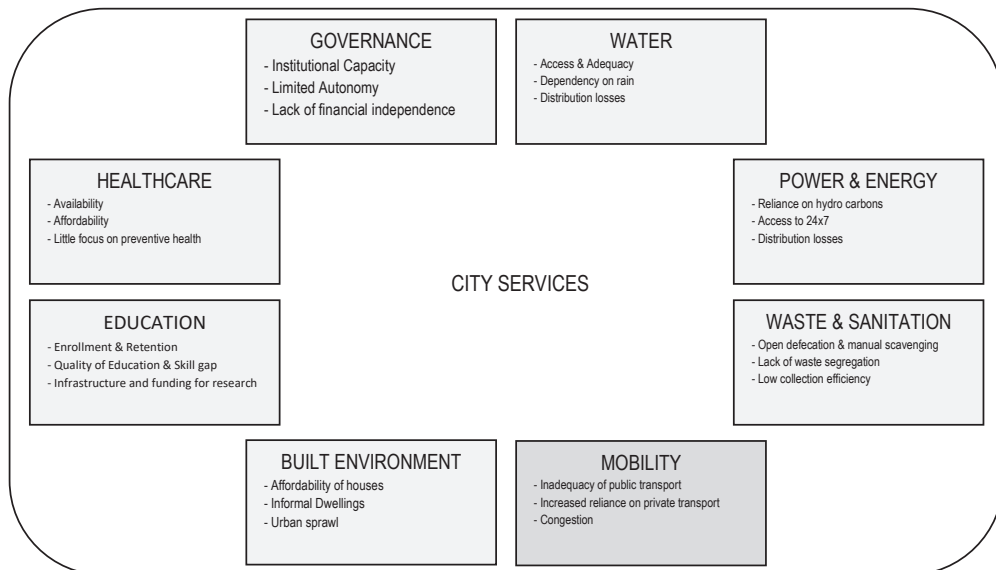 GOVERNANCE
- Institutional Capacity
- Limited Autonomy
- Lack of financial independence
WATER
- Access & Adequacy
- Dependency on rain
- Distribution losses
HEALTHCARE
- Availability
- Affordability
- Little focus on preventive health
POWER & ENERGY
- Reliance on hydro carbons
- Access to 24x7
- Distribution losses
CITY SERVICES
EDUCATION
- Enrollment & Retention
- Quality of Education & Skill gap
- Infrastructure and funding for research
WASTE & SANITATION
- Open defecation & manual scavenging
- Lack of waste segregation
- Low collection efficiency
BUILT ENVIRONMENT
- Affordability of houses
- Informal Dwellings
- Urban sprawl
MOBILITY
- Inadequacy of public transport
- Increased reliance on private transport
- Congestion